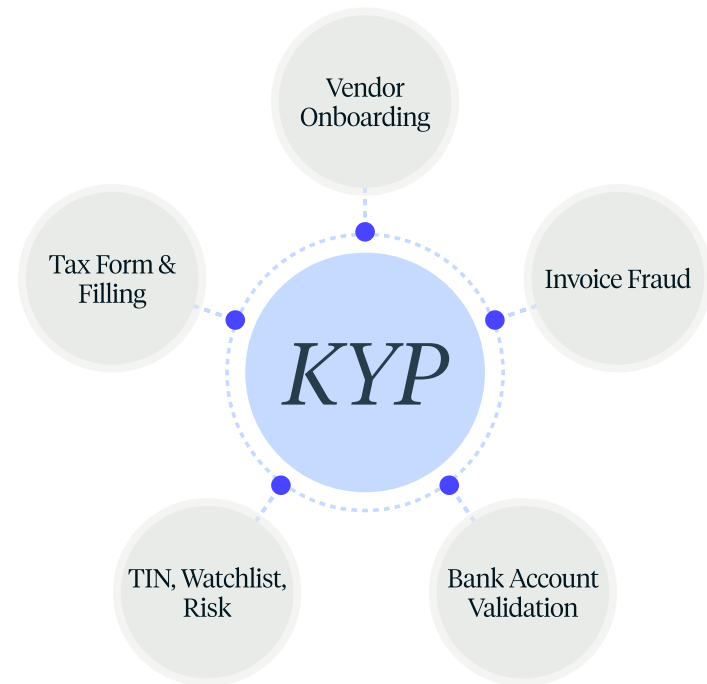 Vendor
Onboarding
Tax Form &
Filling
Invoice Fraud
KYP
TIN, Watchlist,
Risk
Bank Account
Validation